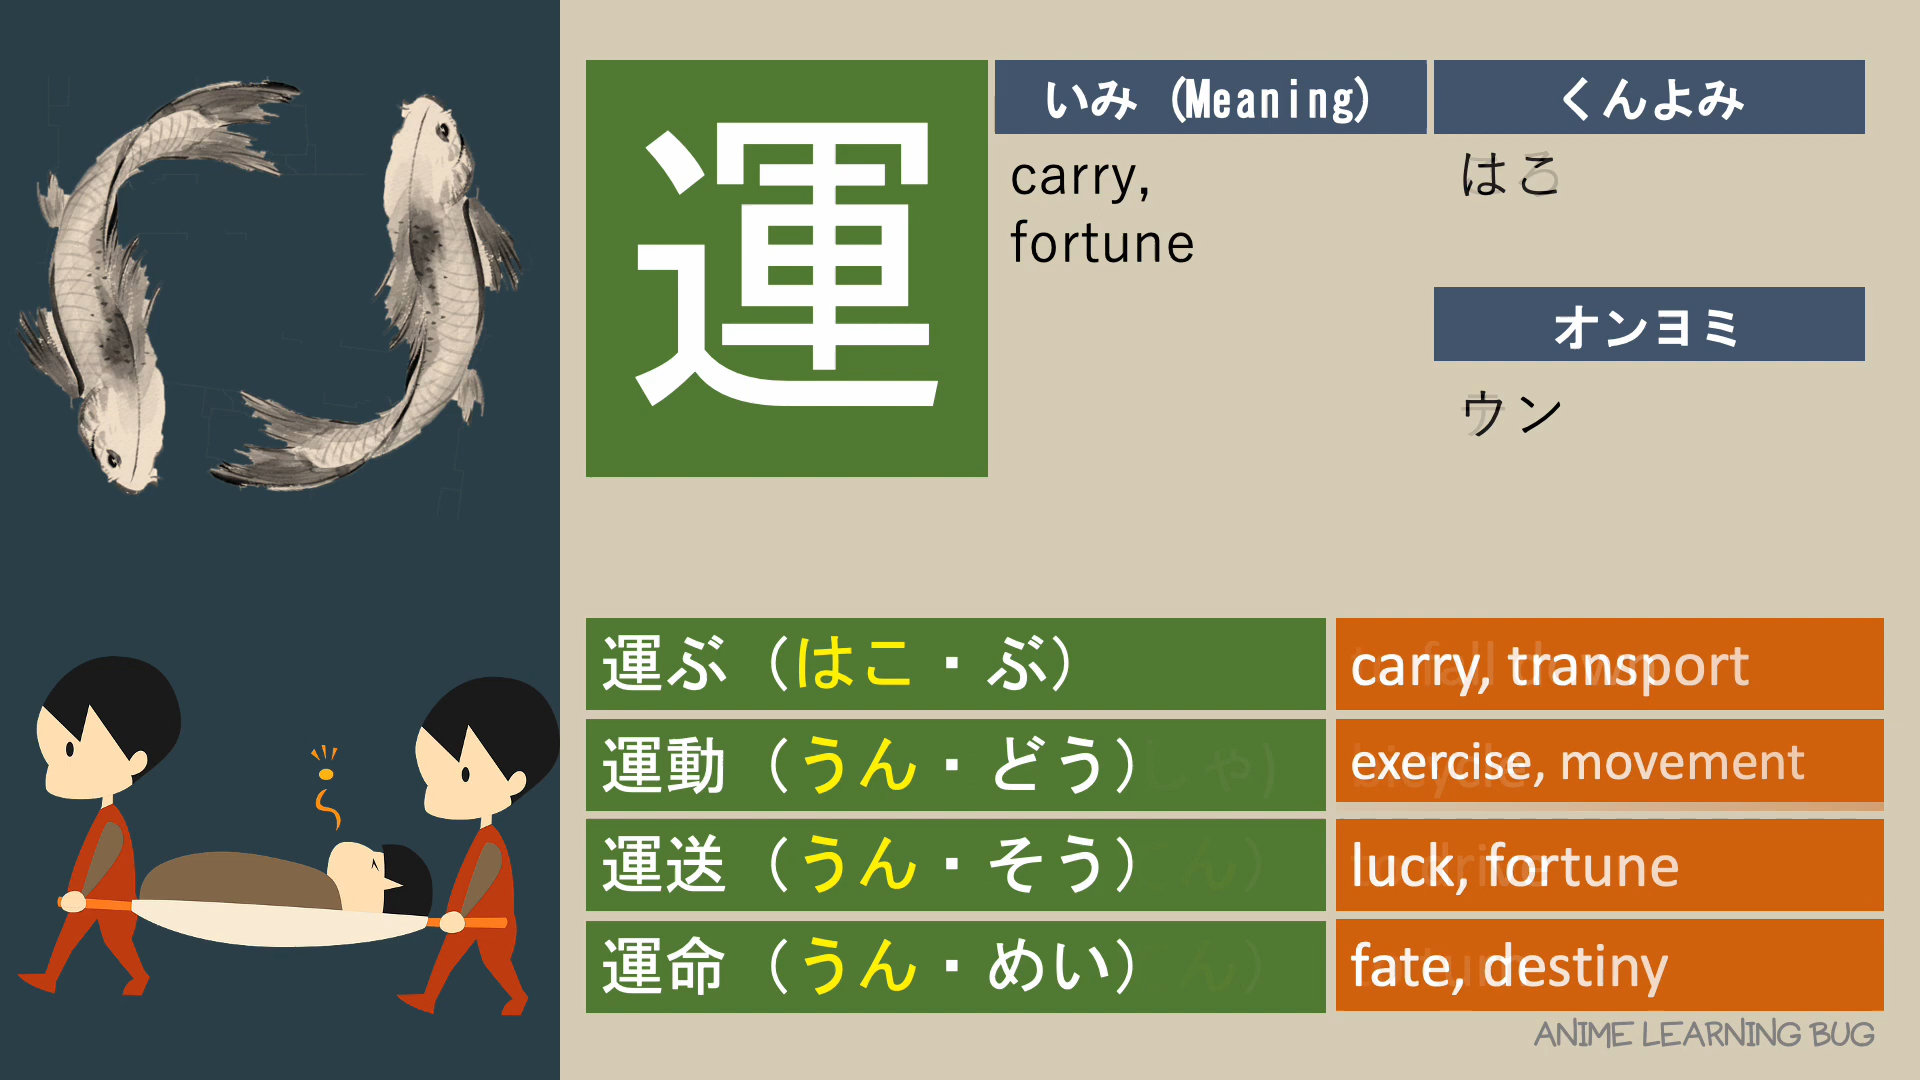 運
いみ (Meaning)
carry,
fortune
くんよみ
はこ
オンヨミ
ウン
運ぶ（はこ・ぶ）
carry, transport
運動（うん・どう）
exercise, movement
運送（うん・そう）
luck, fortune
運命（うん・めい）
fate, destiny
ANIME LEARNING BUG